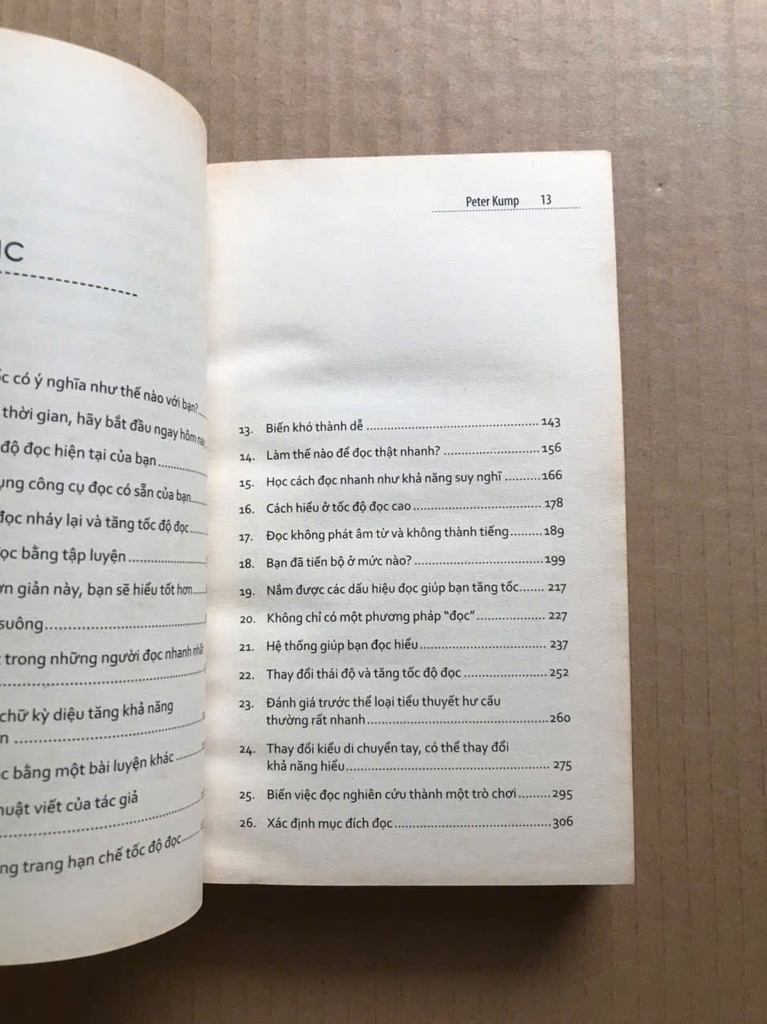 ỤC
ốc có ý nghĩa như thế nào với bạn?
thời gian, hãy bắt đầu ngay hôm nay
độ đọc hiện tại của bạn
ụng công cụ đọc có sẵn của bạn
đọc nháy lại và tăng tốc độ đọc
ọc bằng tập luyện
ơn giản này, bạn sẽ hiểu tốt hơn
suông
trong những người đọc nhanh nhất
chữ kỳ diệu tăng khả năng
n
c bằng một bài luyện khác
huật viết của tác giả
ng trang hạn chế tốc độ đọc
Peter Kump 13
13. Biến khó thành dễ 143
14. Làm thế nào để đọc thật nhanh? 156
15. Học cách đọc nhanh như khả năng suy nghĩ 166
16. Cách hiểu ở tốc độ đọc cao 178
17. Đọc không phát âm từ và không thành tiếng 189
18. Bạn đã tiến bộ ở mức nào? 199
19. Nắm được các dấu hiệu đọc giúp bạn tăng tốc 217
20. Không chỉ có một phương pháp “đọc” 227
21. Hệ thống giúp bạn đọc hiểu 237
22. Thay đổi thái độ và tăng tốc độ đọc 252
23. Đánh giá trước thể loại tiểu thuyết hư cấu
thường rất nhanh 260
24. Thay đổi kiểu di chuyển tay, có thể thay đổi
khả năng hiểu 275
25. Biến việc đọc nghiên cứu thành một trò chơi 295
26. Xác định mục đích đọc 306